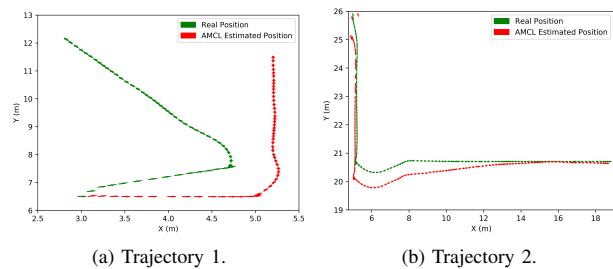 13
12
11
10
9
8
7
6
Y (m)
Real Position
AMCL Estimated Position
2.5 3.0 3.5 4.0 4.5 5.0 5.5
X (m)
(a) Trajectory 1.
26
25
24
23
22
21
20
19
Y (m)
Real Position
AMCL Estimated Position
4 6 8 10 12 14 16 18
X (m)
(b) Trajectory 2.